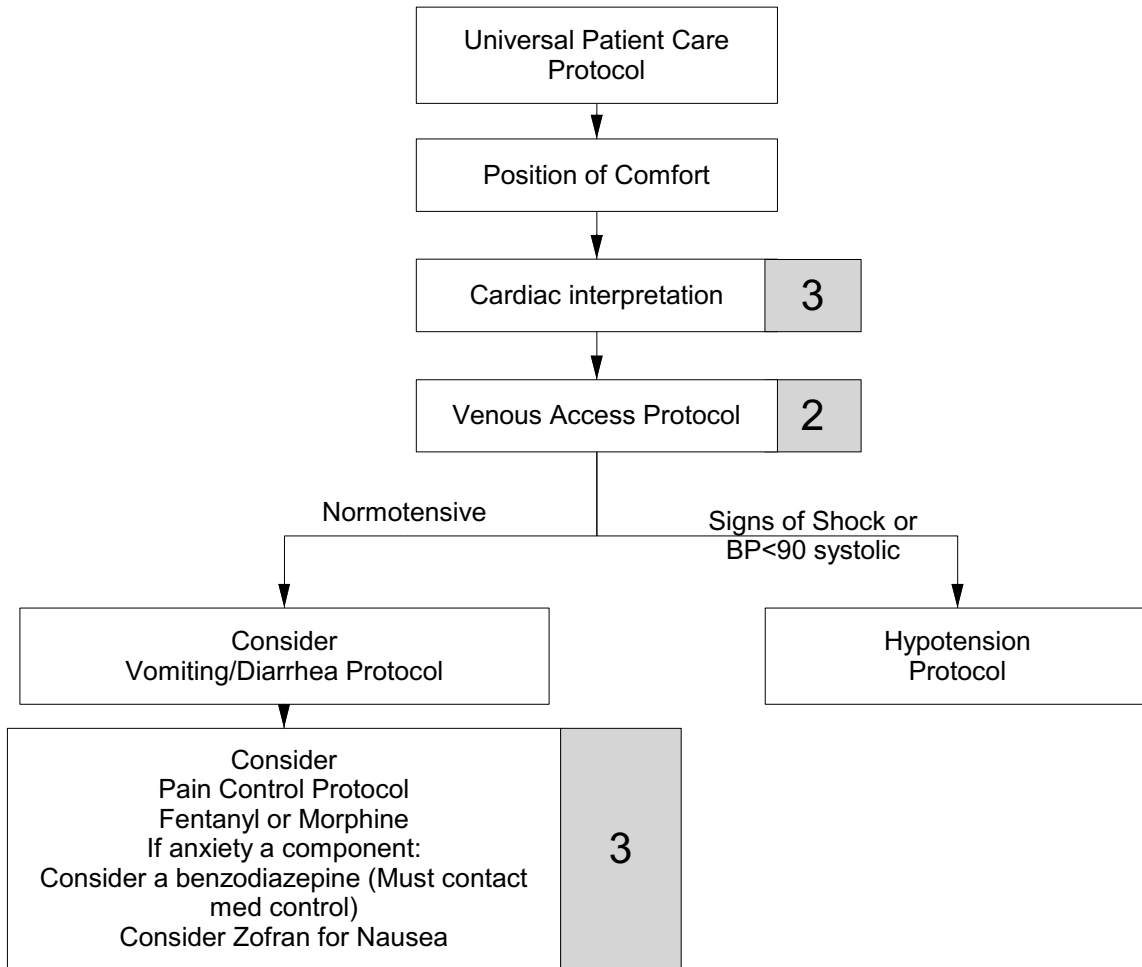 Universal Patient Care
Protocol
Position of Comfort
Cardiac interpretation
3
Venous Access Protocol
2
Normotensive
Signs of Shock or
BP<90 systolic
Consider
Vomiting/Diarrhea Protocol
Hypotension
Protocol
Consider
Pain Control Protocol
Fentanyl or Morphine
If anxiety a component:
Consider a benzodiazepine (Must contact
med control)
Consider Zofran for Nausea
3